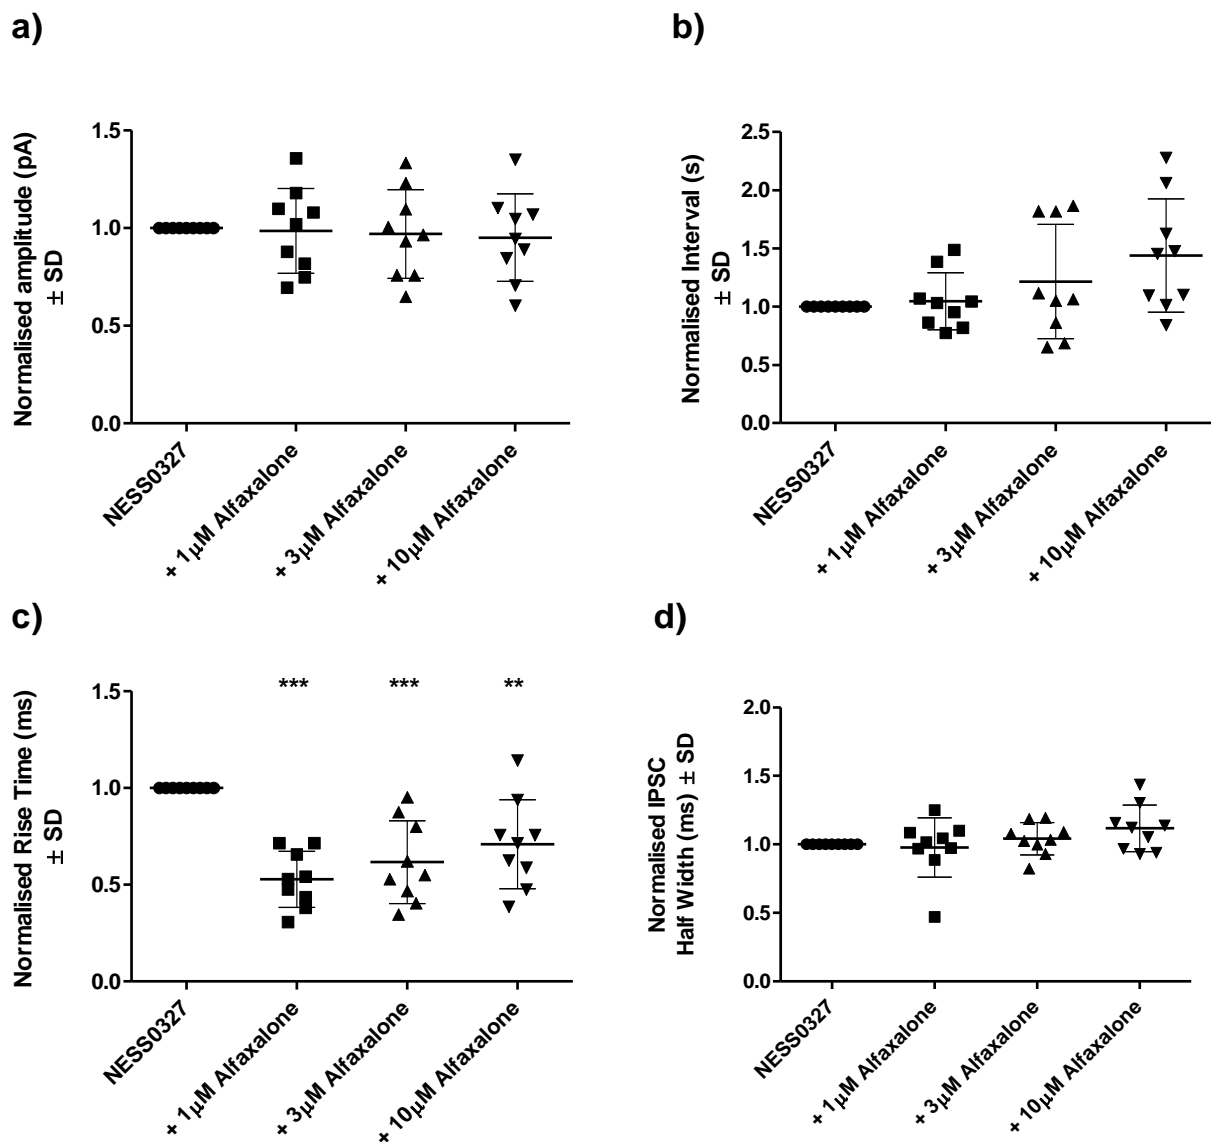 a)
Normalised amplitude (pA)
± SD
1.5
1.0
0.5
0.0
NESS0327
+ 1μM Alfaxalone
+ 3μM Alfaxalone
+ 10μM Alfaxalone
b)
Normalised Interval (s)
± SD
2.5
2.0
1.5
1.0
0.5
0.0
NESS0327
+ 1μM Alfaxalone
+ 3μM Alfaxalone
+ 10μM Alfaxalone
c)
Normalised Rise Time (ms)
± SD
1.5
1.0
0.5
0.0
*** *** **
NESS0327
+ 1μM Alfaxalone
+ 3μM Alfaxalone
+ 10μM Alfaxalone
d)
Normalised IPSC
Half Width (ms) ± SD
2.0
1.5
1.0
0.5
0.0
NESS0327
+ 1μM Alfaxalone
+ 3μM Alfaxalone
+ 10μM Alfaxalone